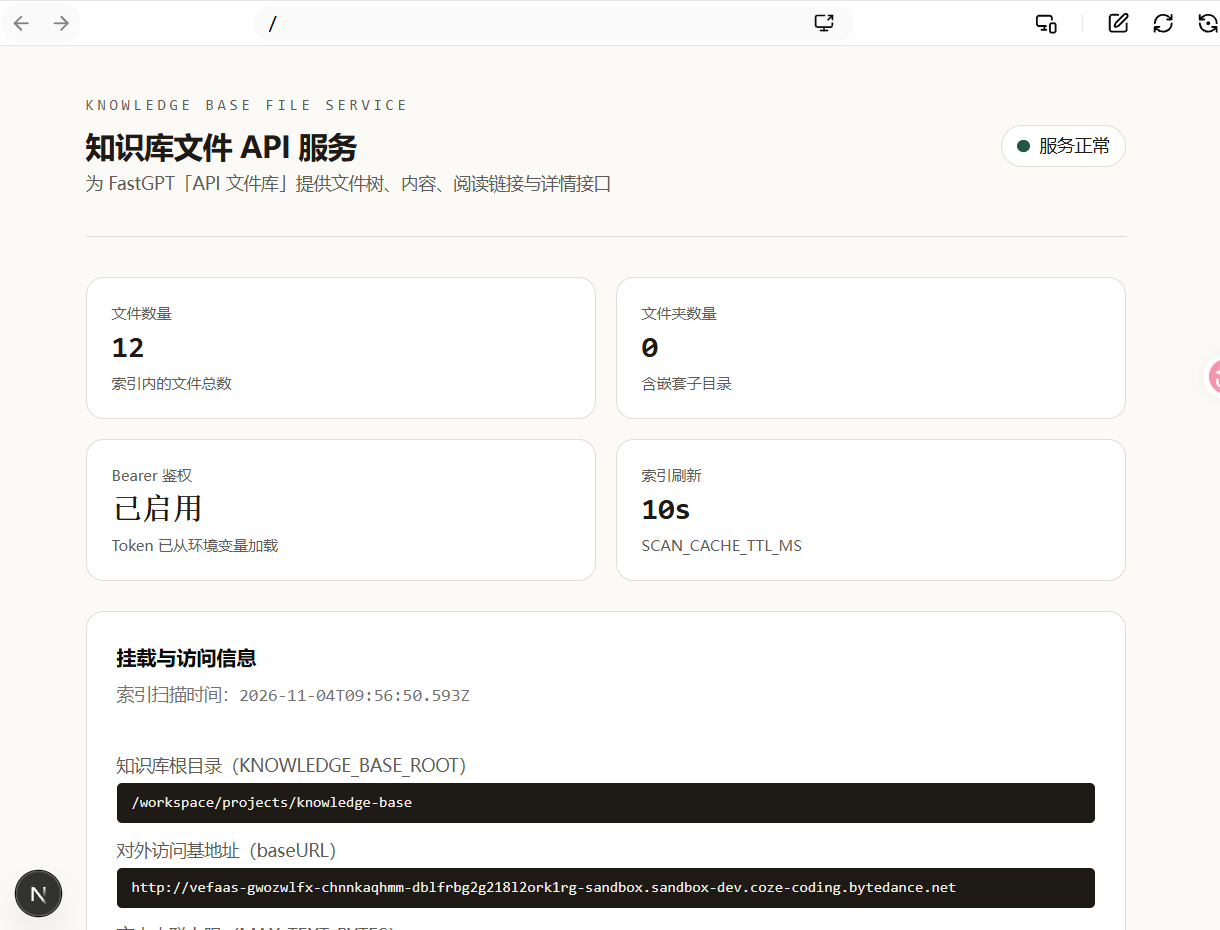 /
KNOWLEDGE BASE FILE SERVICE
知识库文件 API 服务
服务正常
为 FastGPT「API 文件库」提供文件树、内容、阅读链接与详情接口
文件数量
12
索引内的文件总数
文件夹数量
0
含嵌套子目录
Bearer 鉴权
已启用
Token 已从环境变量加载
索引刷新
10s
SCAN_CACHE_TTL_MS
挂载与访问信息
索引扫描时间：2026-11-04T09:56:50.593Z
知识库根目录（KNOWLEDGE_BASE_ROOT）
/workspace/projects/knowledge-base
对外访问基地址（baseURL）
http://vefaas-gwozwlfx-chnnkaqhmm-dblfrbg2g218l2ork1rg-sandbox.sandbox-dev.coze-coding.bytedance.net
N